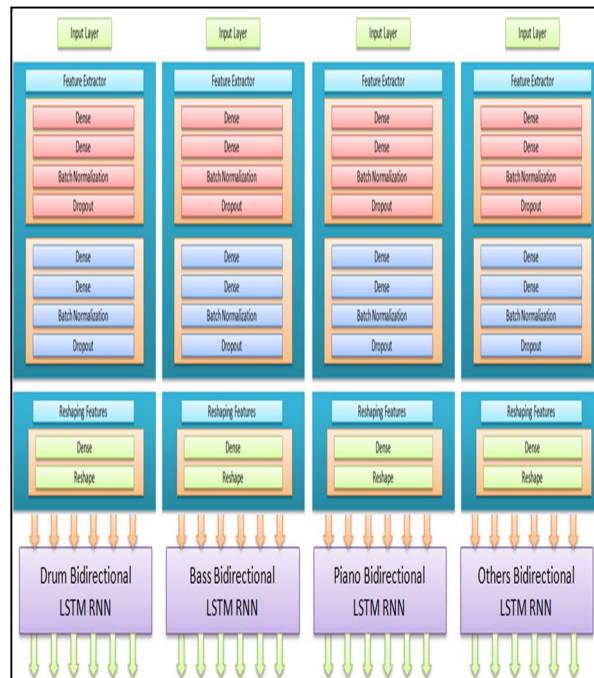 Input Layer
Input Layer
Input Layer
Input Layer
Feature Extractor
Feature Extractor
Feature Extractor
Feature Extractor
Dense
Dense
Dense
Dense
Dense
Dense
Dense
Dense
Batch Normalization
Batch Normalization
Batch Normalization
Batch Normalization
Dropout
Dropout
Dropout
Dropout
Dense
Dense
Dense
Dense
Dense
Dense
Dense
Dense
Batch Normalization
Batch Normalization
Batch Normalization
Batch Normalization
Dropout
Dropout
Dropout
Dropout
Reshaping Features
Reshaping Features
Reshaping Features
Reshaping Features
Dense
Dense
Dense
Dense
Reshape
Reshape
Reshape
Reshape
Drum Bidirectional
LSTM RNN
Bass Bidirectional
LSTM RNN
Piano Bidirectional
LSTM RNN
Others Bidirectional
LSTM RNN